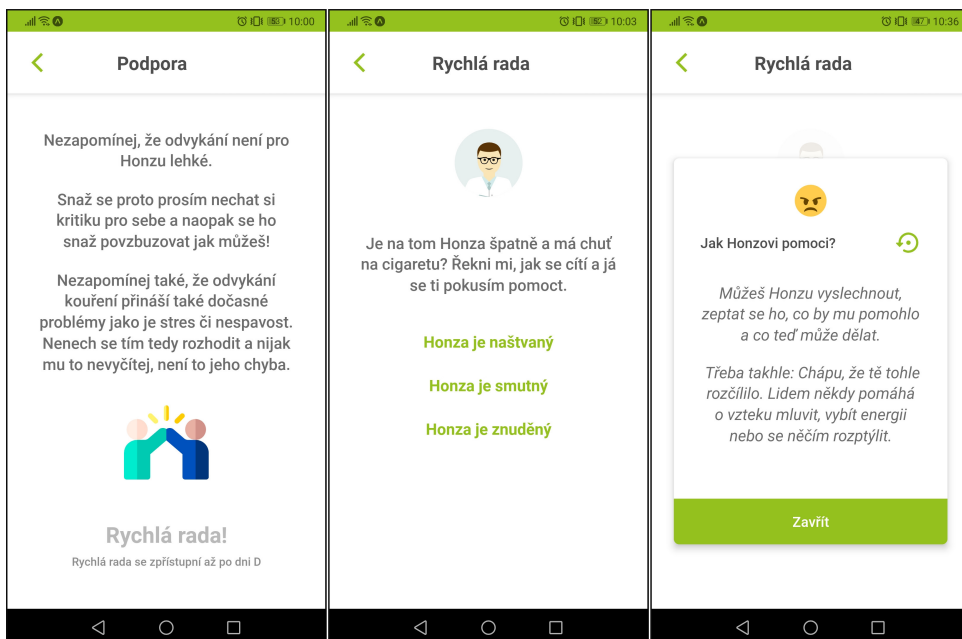 10:00
Podpora
Nezapomínej, že odvykání není pro
Honzu lehké.
Snaž se proto prosím nechat si
kritiku pro sebe a naopak se ho
snaž povzbuzovat jak můžeš!
Nezapomínej také, že odvykání
kouření přináší také dočasné
problémy jako je stres či nespavost.
Nenech se tím tedy rozhodit a nijak
mu to nevyčítej, není to jeho chyba.
Rychlá rada!
Rychlá rada se zpřístupní až po dni D
10:03
Rychlá rada
Je na tom Honza špatně a má chuť
na cigaretu? Řekni mi, jak se cítí a já
se ti pokusím pomoct.
Honza je naštvaný
Honza je smutný
Honza je znuděný
47 10:36
Rychlá rada
Jak Honzovi pomoci?
Můžeš Honzu vyslechnout,
zeptat se ho, co by mu pomohlo
a co teď může dělat.
Třeba takhle: Chápu, že tě tohle
rozčílilo. Lidem někdy pomáhá
o vzteku mluvit, vybít energii
nebo se něčím rozptýlit.
Zavřít